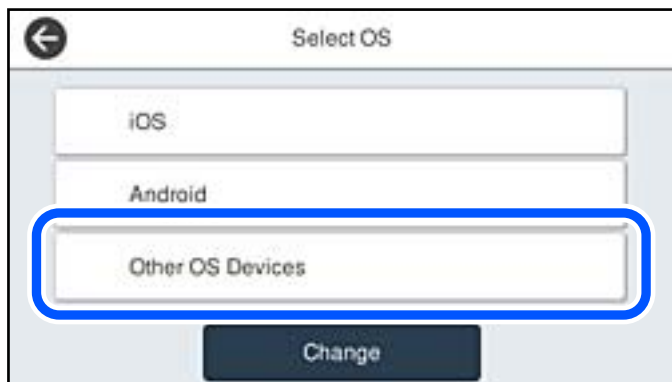 Select OS
iOS
Android
Other OS Devices
Change